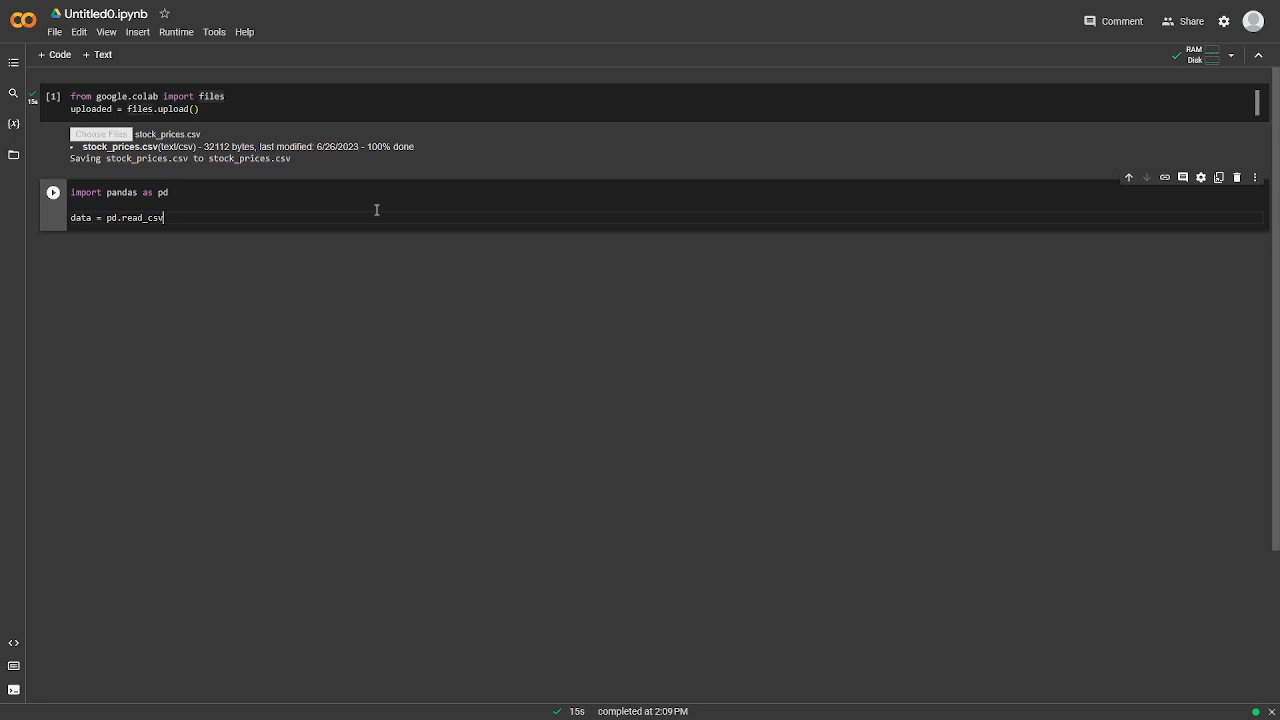 CO Untitled0.ipynb
File Edit View Insert Runtime Tools Help
Comment Share
+ Code + Text
RAM
Disk
{x}
15s
[1] from google.colab import files
uploaded = files.upload()
Choose Files stock_prices.csv
• stock_prices.csv(text/csv) - 32112 bytes, last modified: 6/26/2023 - 100% done
Saving stock_prices.csv to stock_prices.csv
import pandas as pd
data = pd.read_csv
<>
15s completed at 2:09 PM